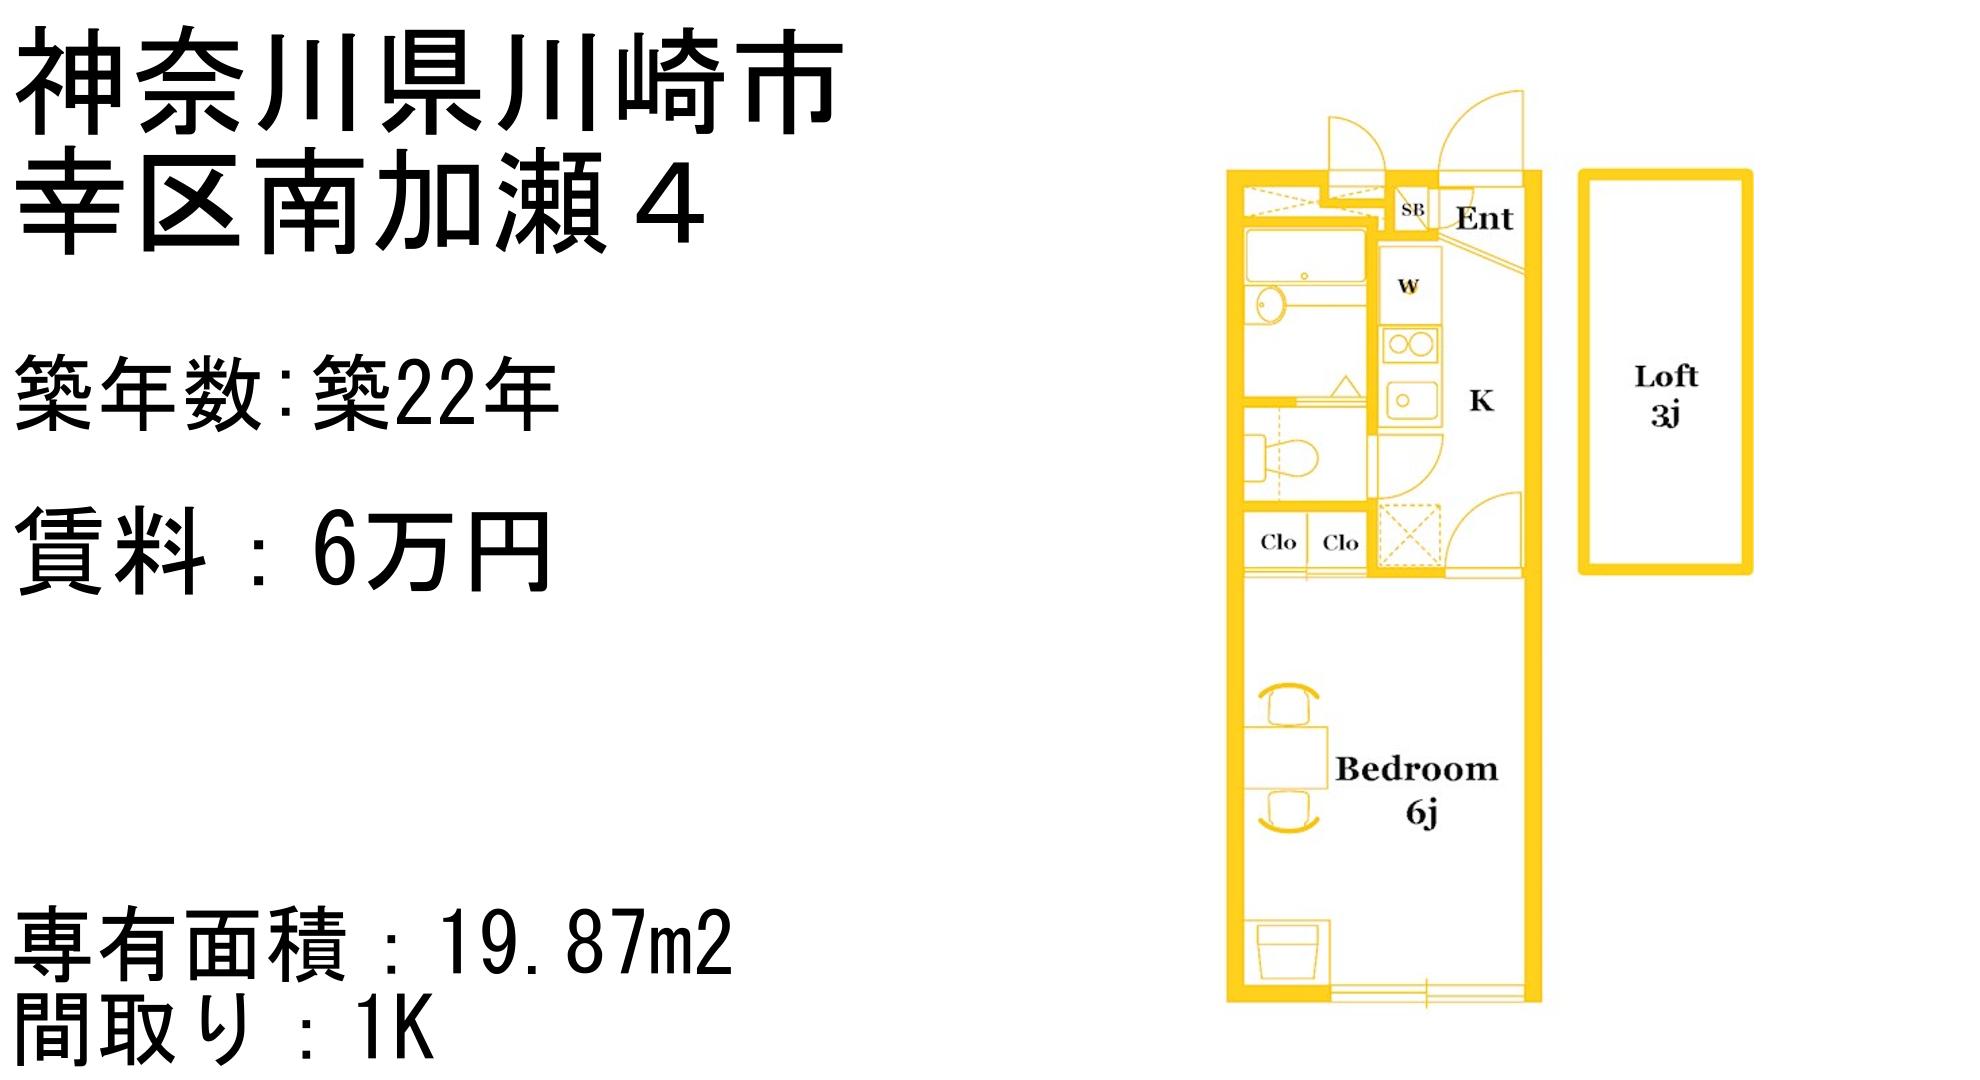 神奈川県川崎市
幸区南加瀬４
築年数:築22年
賃料：6万円
専有面積：19.87m2
間取り：1K
SB
Ent
W
K
Loft
3j
Clo
Clo
Bedroom
6j